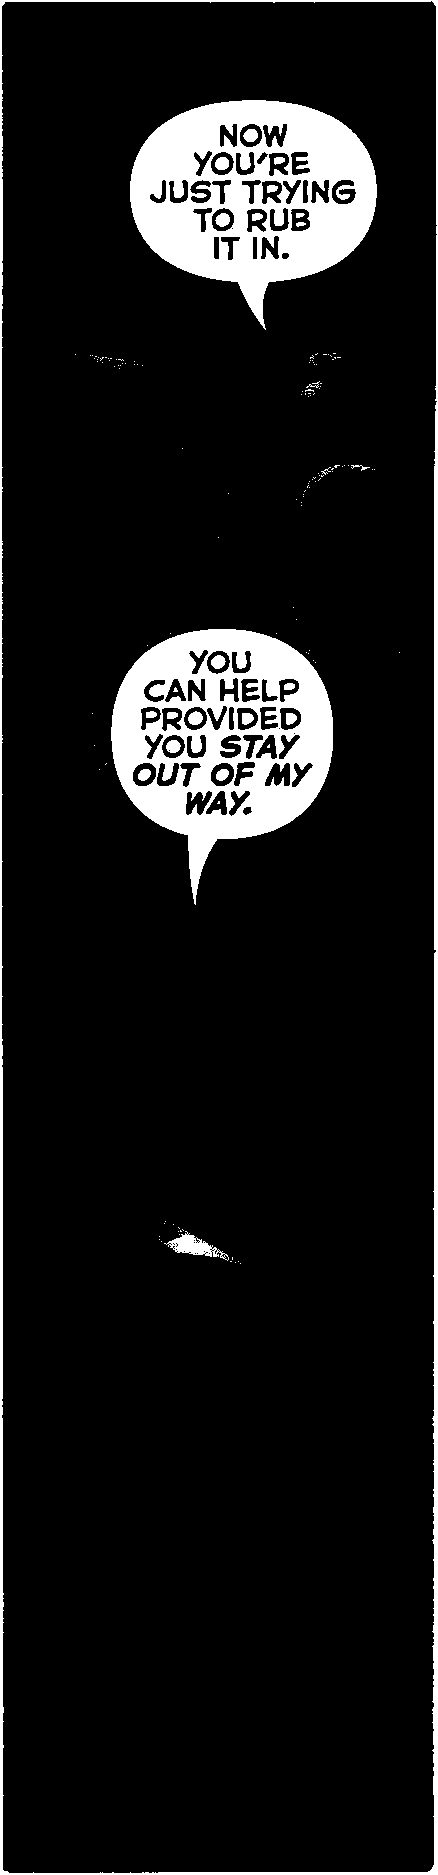 NOW
YOU'RE
JUST TRYING
TO RUB
IT IN.
YOU
CAN HELP
PROVIDED
YOU STAY
OUT OF MY
WAY.